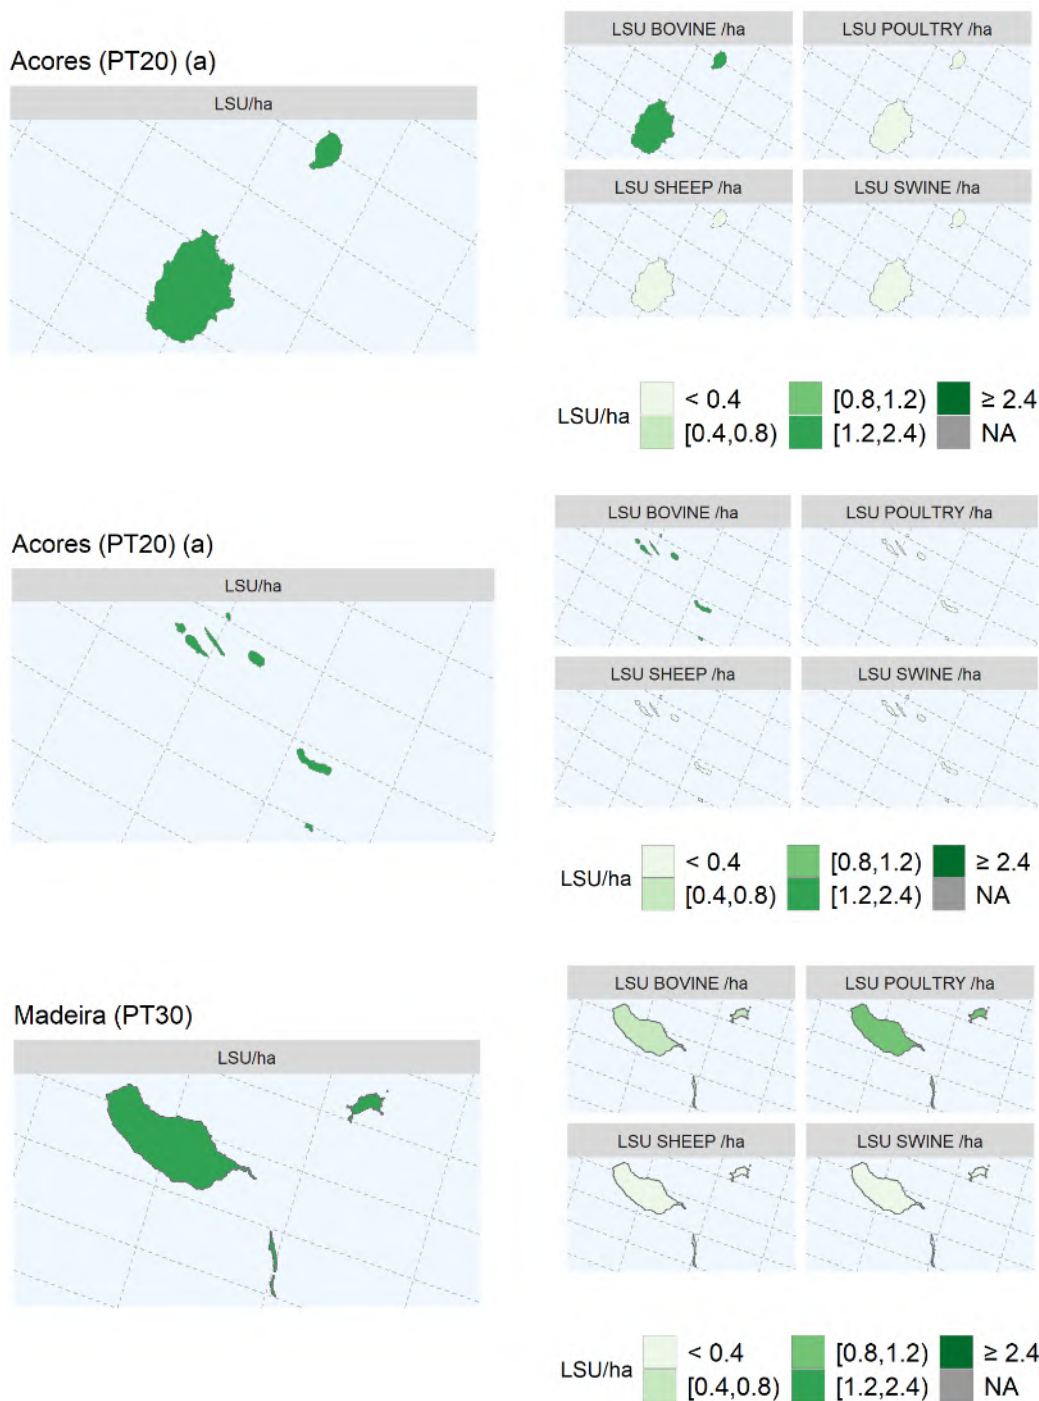 Acores (PT20) (a)
LSU/ha
LSU BOVINE /ha
LSU POULTRY /ha
LSU SHEEP /ha
LSU SWINE /ha
LSU/ha
< 0.4
[0.8,1.2)
≥ 2.4
[0.4,0.8)
[1.2,2.4)
NA
Acores (PT20) (a)
LSU/ha
LSU BOVINE /ha
LSU POULTRY /ha
LSU SHEEP /ha
LSU SWINE /ha
LSU/ha
< 0.4
[0.8,1.2)
≥ 2.4
[0.4,0.8)
[1.2,2.4)
NA
Madeira (PT30)
LSU/ha
LSU BOVINE /ha
LSU POULTRY /ha
LSU SHEEP /ha
LSU SWINE /ha
LSU/ha
< 0.4
[0.8,1.2)
≥ 2.4
[0.4,0.8)
[1.2,2.4)
NA